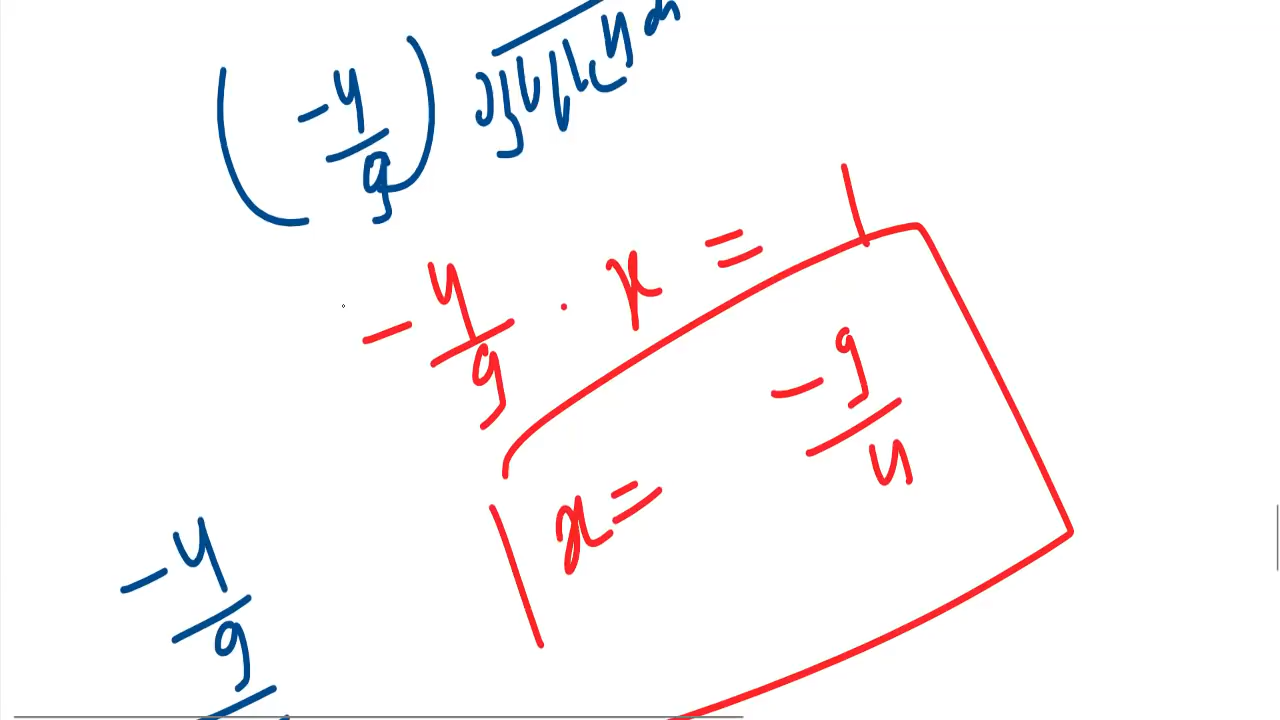 (-4/9)
-4/9 · x = 1
x = -9/4
-4/9